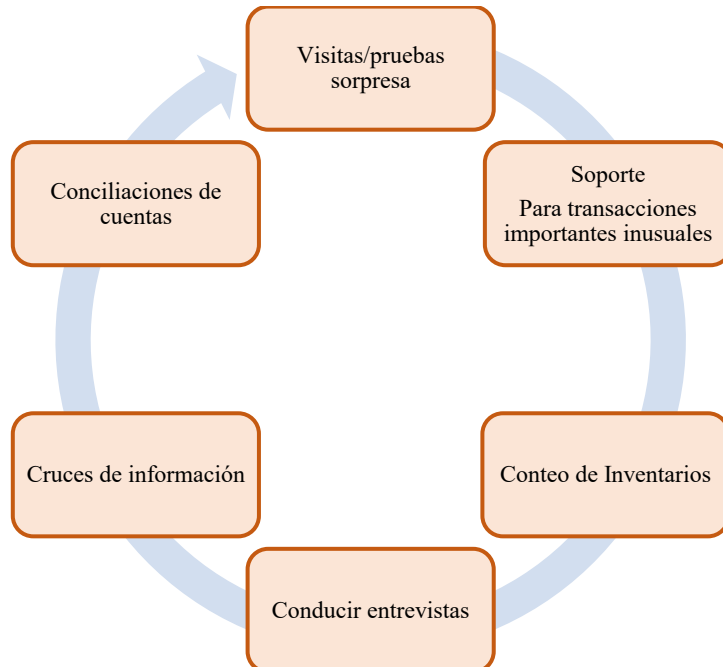 Visitas/pruebas
sorpresa
Soporte
Para transacciones
importantes inusuales
Conteo de Inventarios
Conducir entrevistas
Cruces de información
Conciliaciones de
cuentas